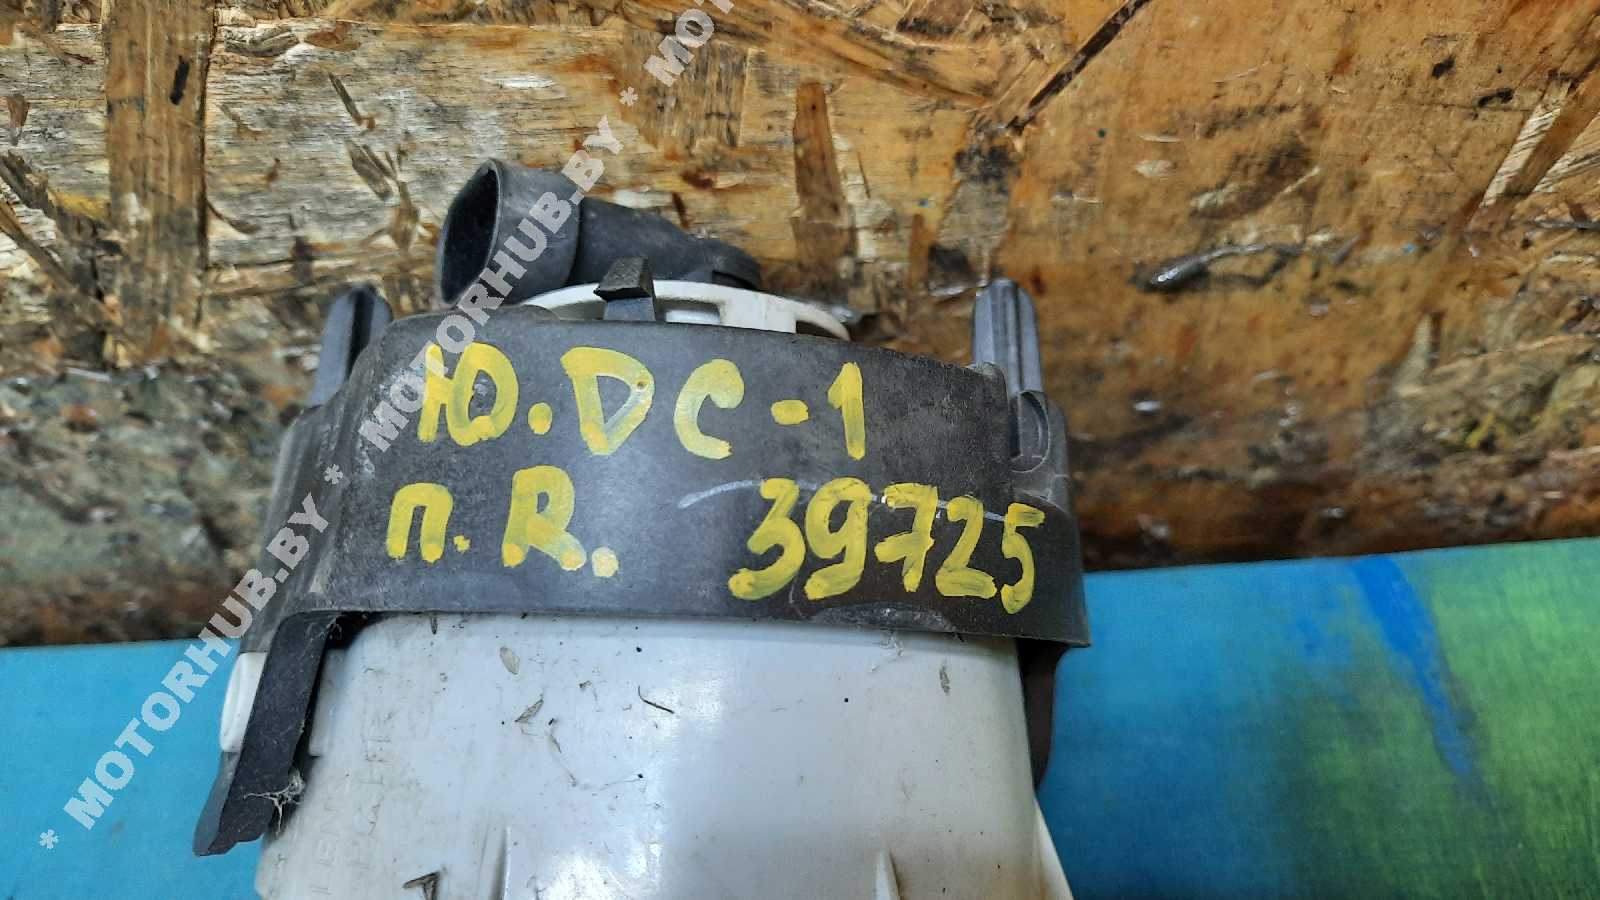 Ю.DC-1
п.R. 39725
* MOTORHUB.BY * MOTORHUB.BY * MOT